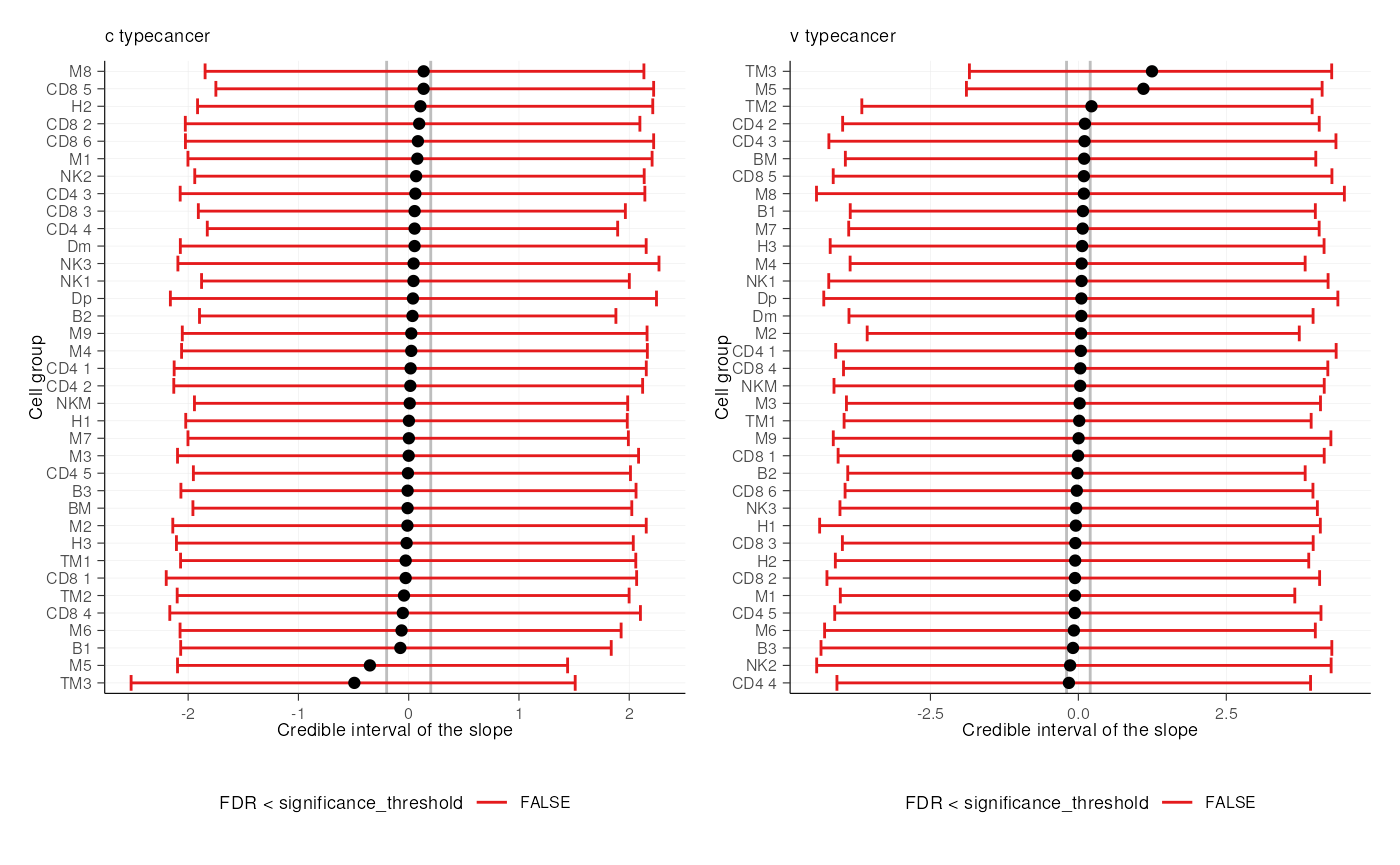 c typecancer
M8
CD8 5
H2
CD8 2
CD8 6
M1
NK2
CD4 3
CD8 3
CD4 4
Dm
NK3
NK1
Dp
B2
M9
M4
CD4 1
CD4 2
NKM
H1
M7
M3
CD4 5
B3
BM
M2
H3
TM1
CD8 1
TM2
CD8 4
M6
B1
M5
TM3
Cell group
-2
-1
0
1
2
Credible interval of the slope
FDR < significance_threshold
FALSE
v typecancer
TM3
M5
TM2
CD4 2
CD4 3
BM
CD8 5
M8
B1
M7
H3
M4
NK1
Dp
Dm
M2
CD4 1
CD8 4
NKM
M3
TM1
M9
CD8 1
B2
CD8 6
NK3
H1
CD8 3
H2
CD8 2
M1
CD4 5
M6
B3
NK2
CD4 4
Cell group
-2.5
0.0
2.5
Credible interval of the slope
FDR < significance_threshold
FALSE